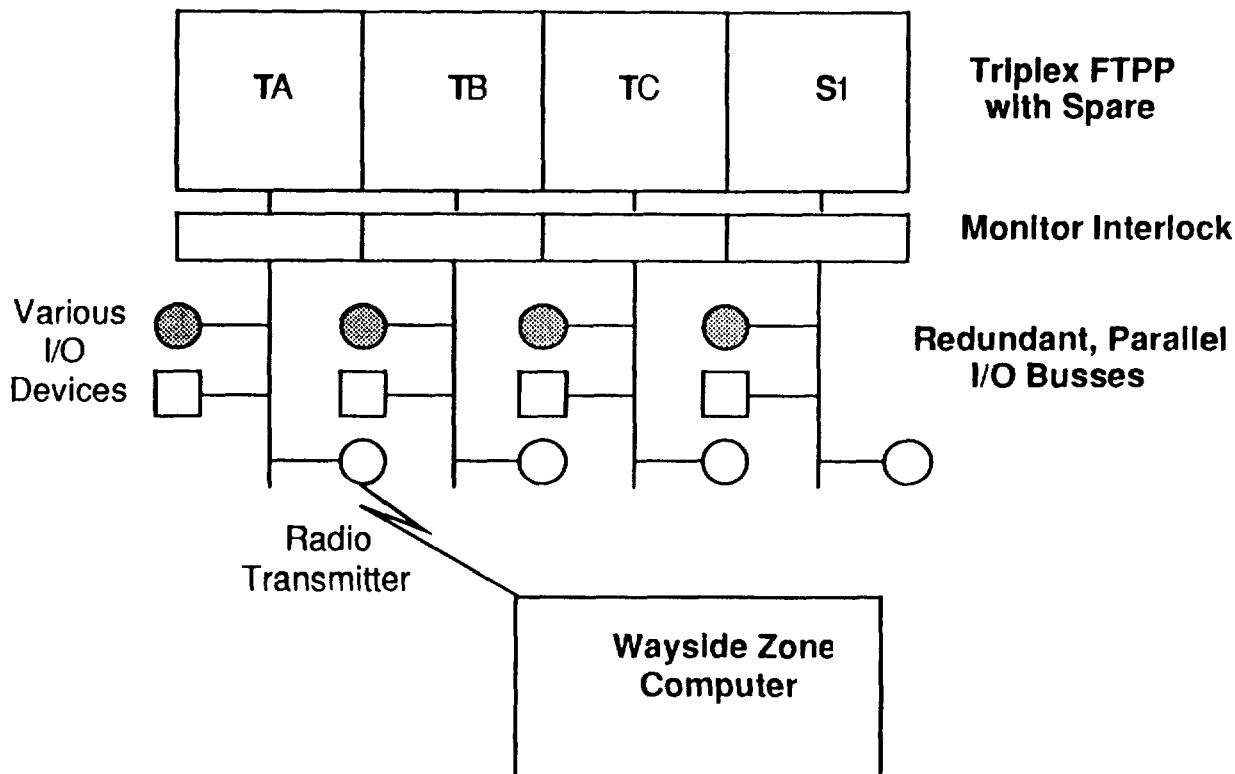 TA
TB
TC
S1
Triplex FTPP
with Spare
Monitor Interlock
Various
I/O
Devices
Redundant, Parallel
I/O Busses
Radio
Transmitter
Wayside Zone
Computer